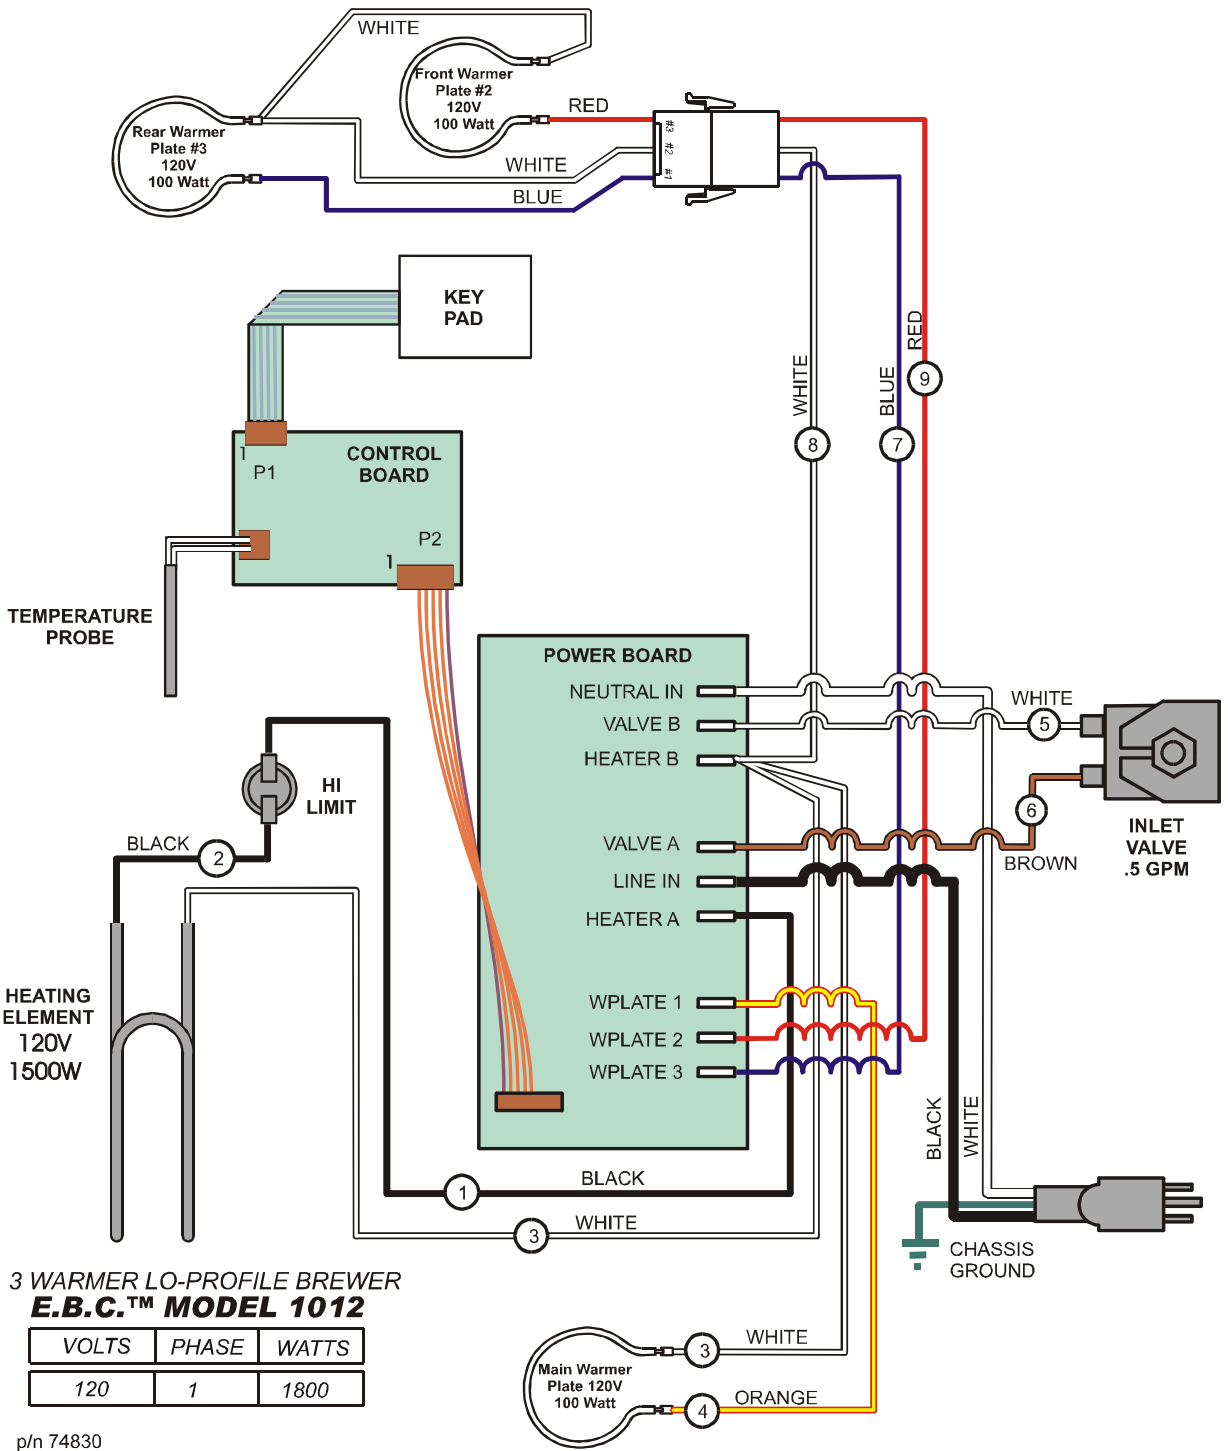 WHITE
Front Warmer
Plate #2
120V
100 Watt
RED
Rear Warmer
Plate #3
120V
100 Watt
WHITE
BLUE
#3
#2
#1
KEY
PAD
RED
9
WHITE
BLUE
8
7
1
P1
CONTROL
BOARD
P2
1
TEMPERATURE
PROBE
POWER BOARD
NEUTRAL IN
VALVE B
HEATER B
VALVE A
LINE IN
HEATER A
WPLATE 1
WPLATE 2
WPLATE 3
WHITE
5
6
BROWN
INLET
VALVE
.5 GPM
HI
LIMIT
BLACK
2
HEATING
ELEMENT
120V
1500W
BLACK
WHITE
BLACK
1
WHITE
3
CHASSIS
GROUND
3 WARMER LO-PROFILE BREWER
E.B.C.™ MODEL 1012
VOLTS PHASE WATTS
120 1 1800
WHITE
3
Main Warmer
Plate 120V
100 Watt
ORANGE
4
p/n 74830